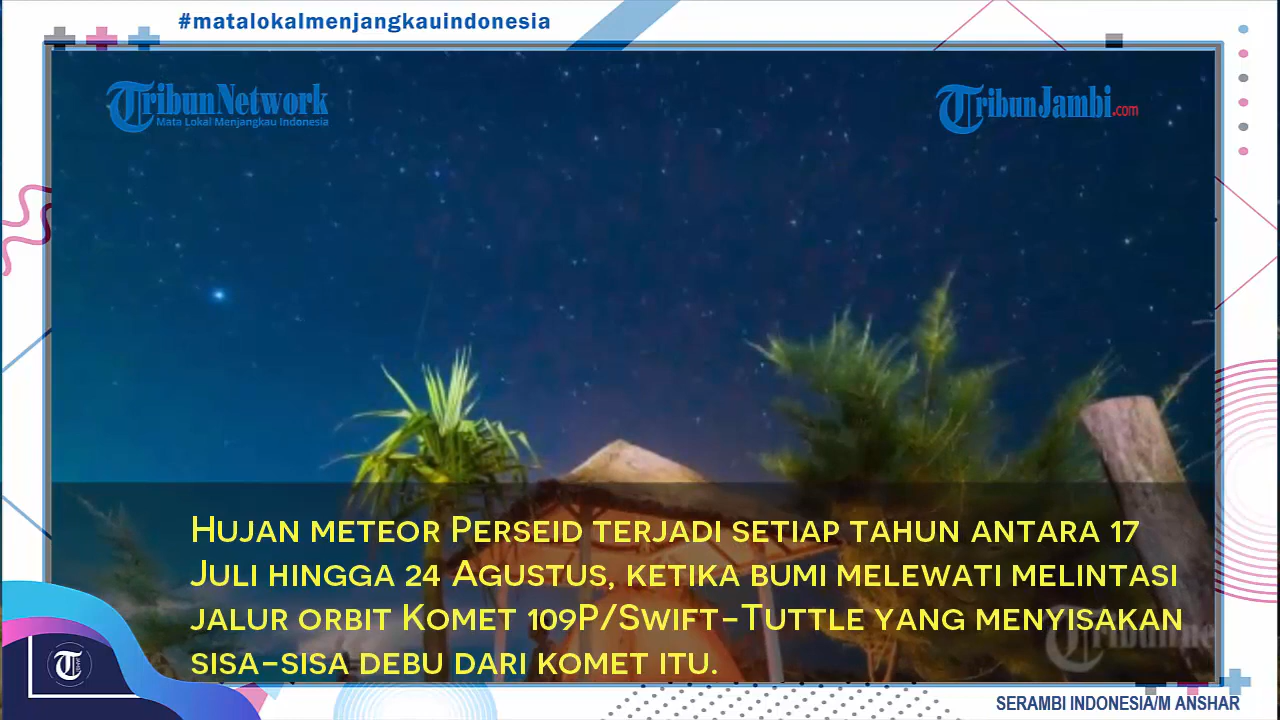 #matalokalmenjangkauindonesia
TribunNetwork
Mata Lokal Menjangkau Indonesia
TribunJambi.com
Hujan meteor Perseid terjadi setiap tahun antara 17
Juli hingga 24 Agustus, ketika bumi melewati melintasi
jalur orbit Komet 109P/Swift-Tuttle yang menyisakan
sisa-sisa debu dari komet itu.
SERAMBI INDONESIA/M ANSHAR